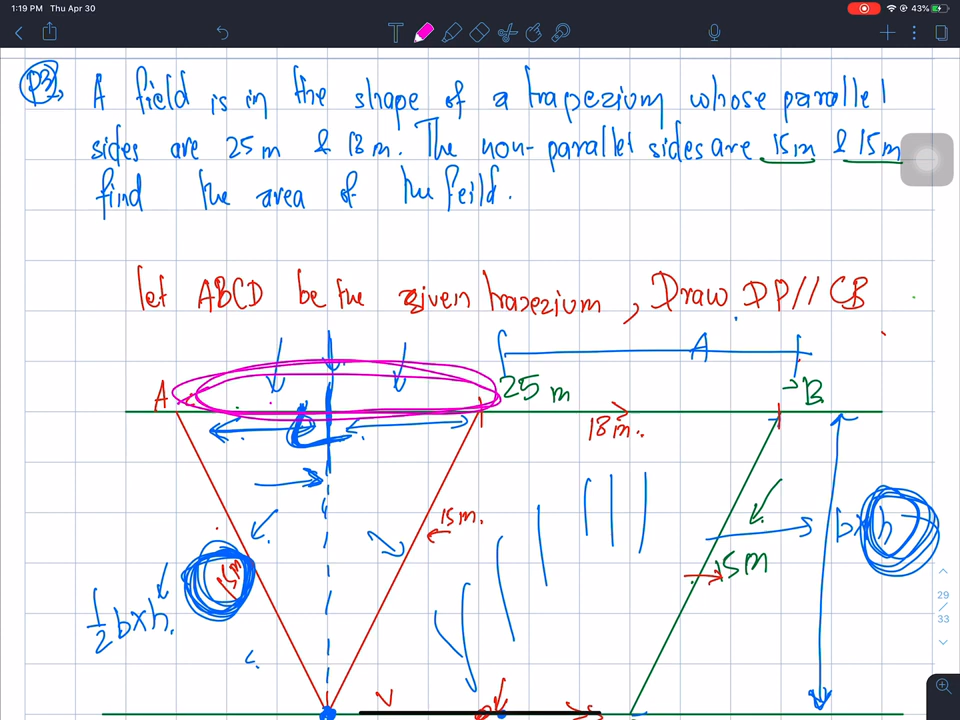 1:19 PM Thu Apr 30
43%
P3, A field is in the shape of a trapezium whose parallel
sides are 25 m & 18 m. The non-parallel sides are 15m & 15m
find the area of the feild.
let ABCD be the given trapezium, Draw DP // CB
A
A 25 m B
18 m.
15 m.
15m
15m
b x h
1/2 b x h.
29
33